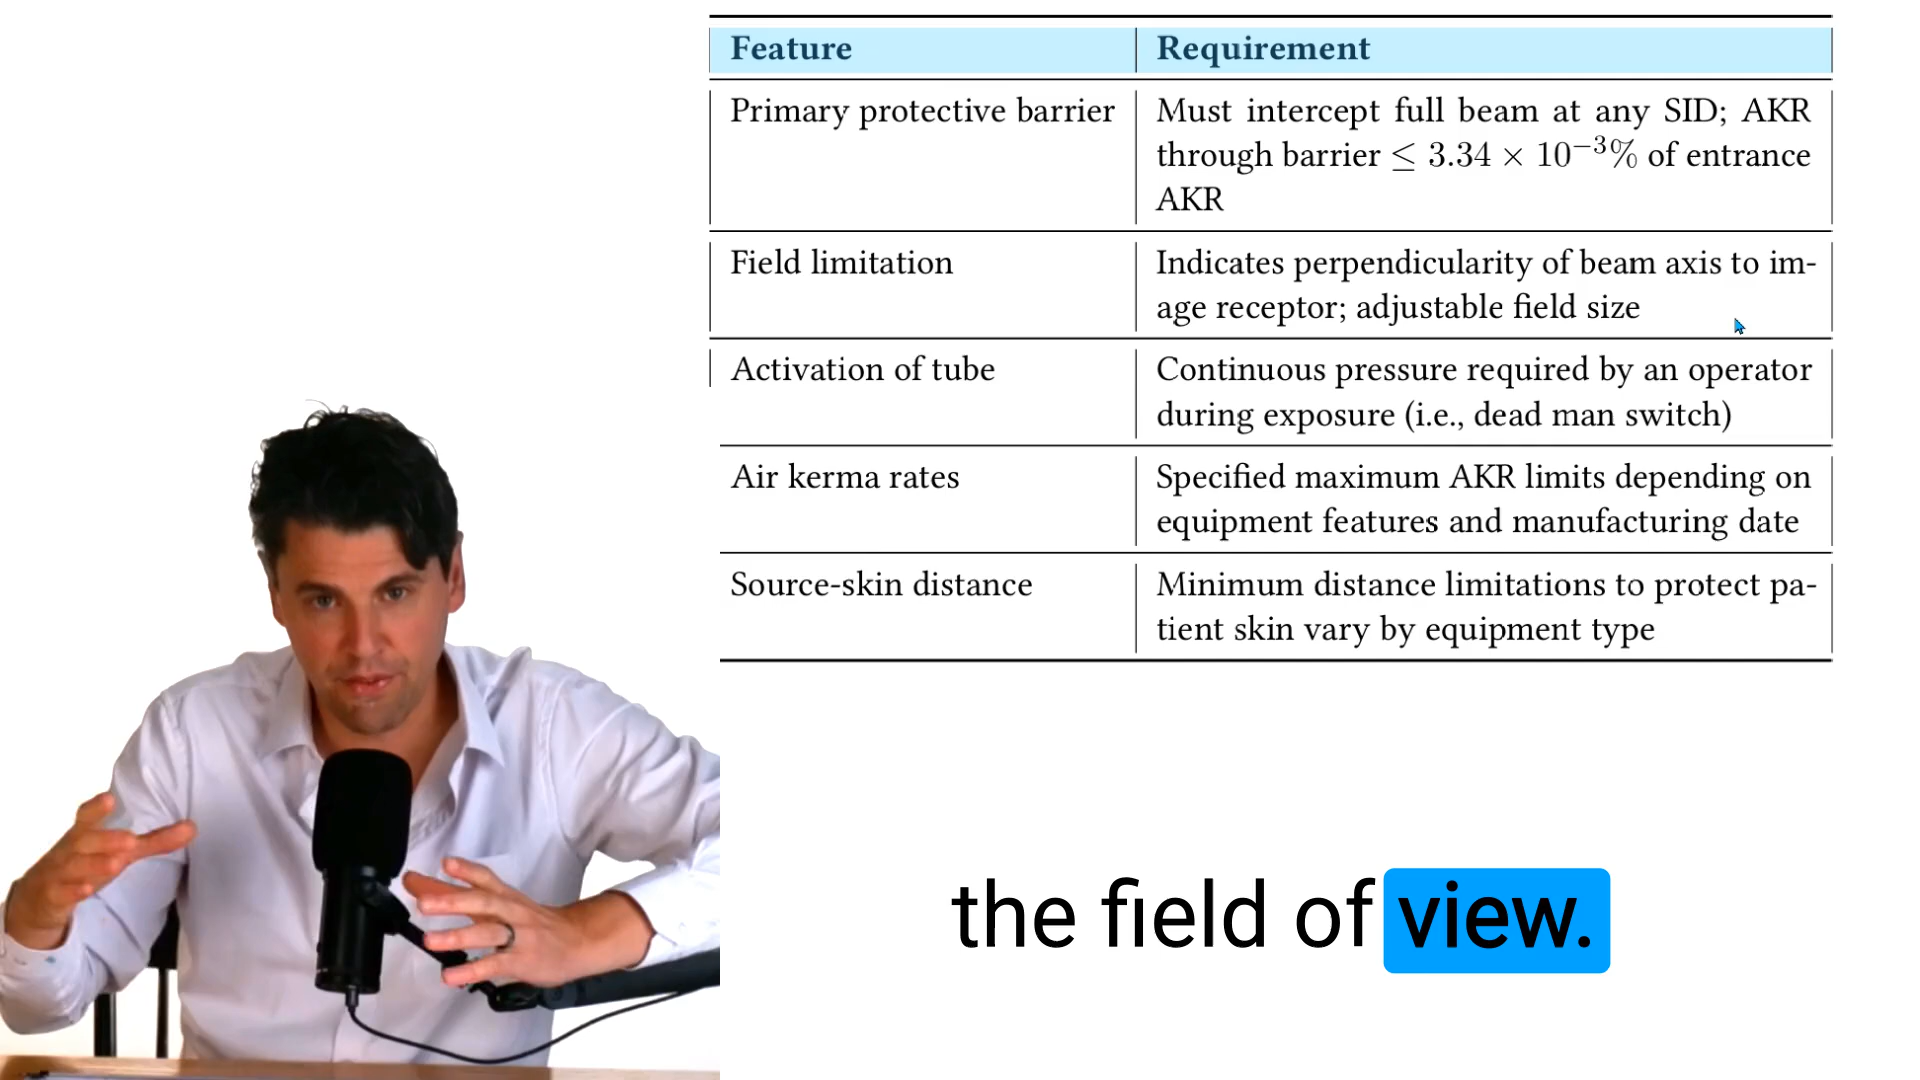 Feature Requirement
Primary protective barrier Must intercept full beam at any SID; AKR
through barrier ≤ 3.34 × 10⁻³% of entrance
AKR
Field limitation Indicates perpendicularity of beam axis to im-
age receptor; adjustable field size
Activation of tube Continuous pressure required by an operator
during exposure (i.e., dead man switch)
Air kerma rates Specified maximum AKR limits depending on
equipment features and manufacturing date
Source-skin distance Minimum distance limitations to protect pa-
tient skin vary by equipment type
the field of view.